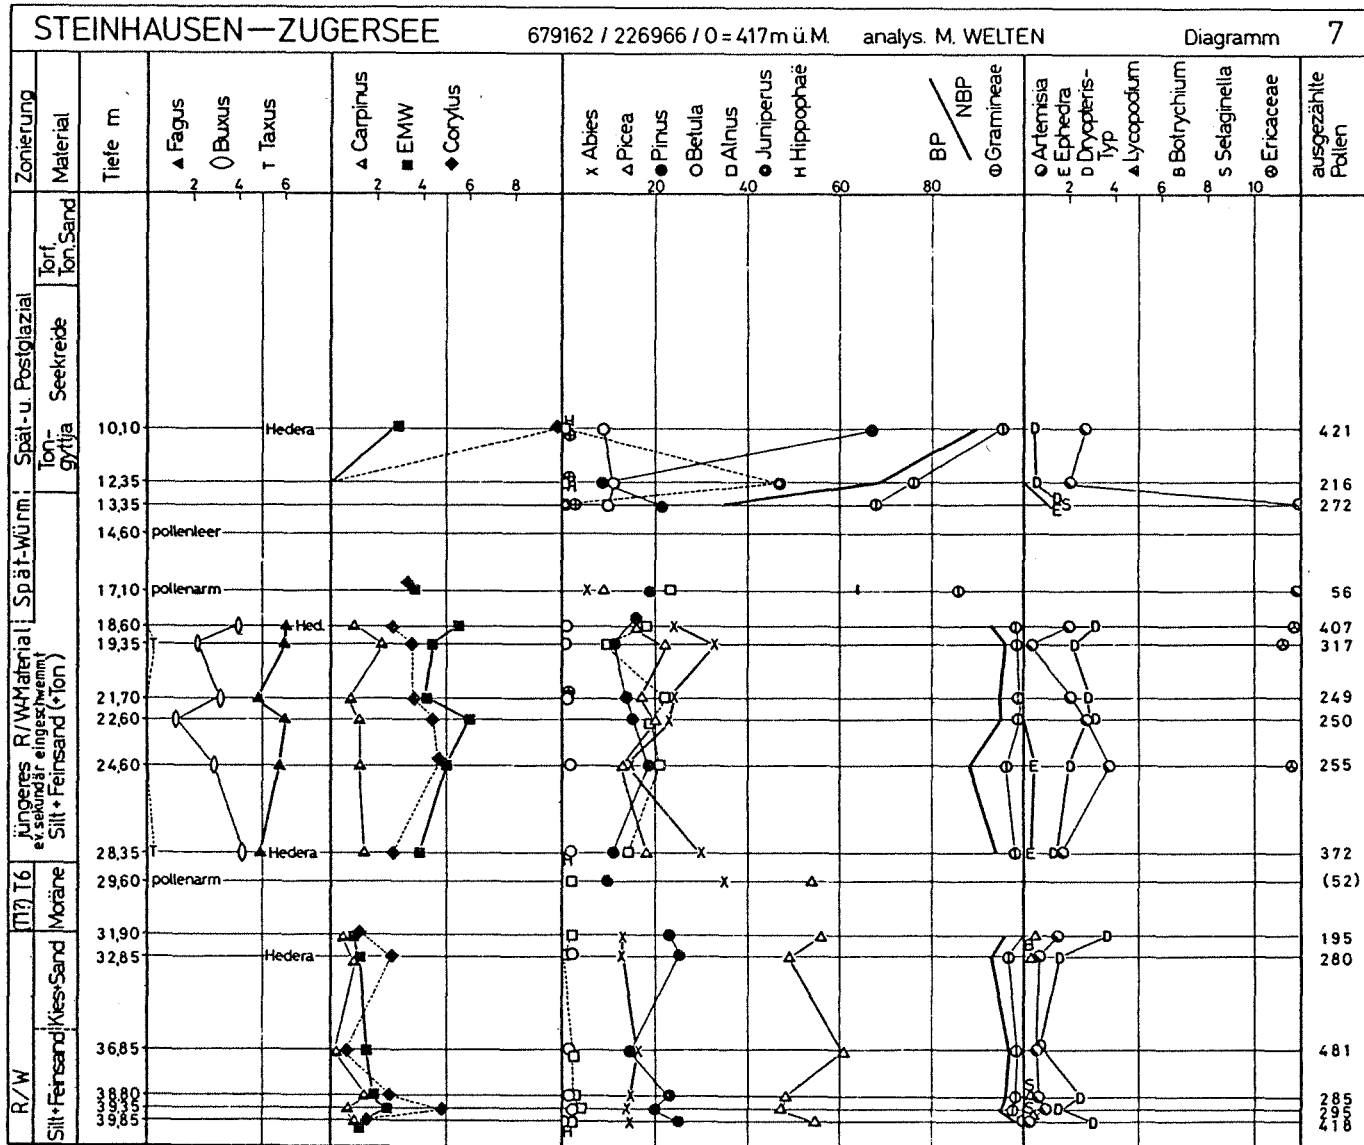 STEINHAUSEN—ZUGERSEE 679162 / 226966 / 0 = 417m ü.M. analys. M. WELTEN Diagramm 7
Zonierung
Material
Tiefe m
Fagus
Buxus
T Taxus
Carpinus
EMW
Corylus
x Abies
Picea
Pinus
Betula
Alnus
Juniperus
H Hippophaë
BP
NBP
Gramineae
Artemisia
E Ephedra
D Dryopteris-
Typ
Lycopodium
B Botrychium
S Selaginella
Ericaceae
ausgezählte
Pollen
2 4 6 2 4 6 8 20 40 60 80 2 4 6 8 10
Spät- u. Postglazial
Torf,
Ton,Sand
Seekreide
Ton-
gyttja
10,10 Hedera H 421
12,35 H D 216
13,35 D E S 272
Spät-Würm
14,60 pollenleer
17,10 pollenarm 56
jüngeres R/W-Material
ev. sekundär eingeschwemmt
Silt + Feinsand (+Ton)
18,60 Hed. D 407
19,35 T D 317
21,70 D 249
22,60 D 250
24,60 E D 255
28,35 T Hedera H E D 372
(T1?) T6
Moräne
29,60 pollenarm (52)
R/W
Kies+Sand
31,90 D 195
32,85 Hedera B D 280
Silt+Feinsand
36,85 481
38,80 S D 285
39,35 S D 295
39,85 H D 418